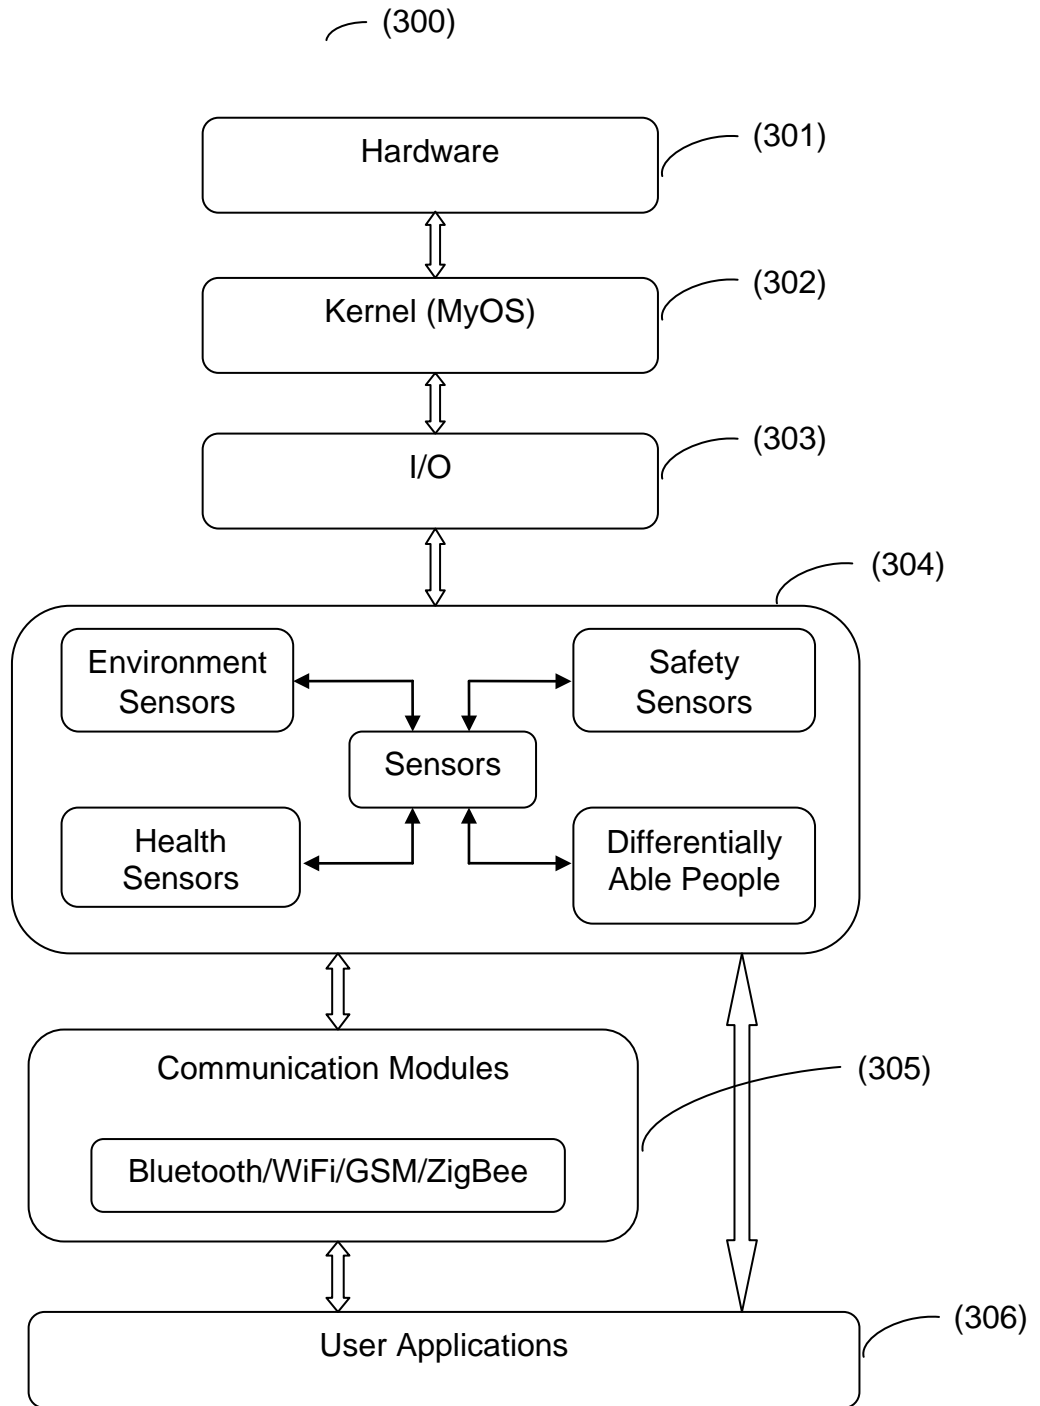 (300)
Hardware
(301)
Kernel (MyOS)
(302)
I/O
(303)
(304)
Environment
Sensors
Safety
Sensors
Sensors
Health
Sensors
Differentially
Able People
Communication Modules
(305)
Bluetooth/WiFi/GSM/ZigBee
User Applications
(306)